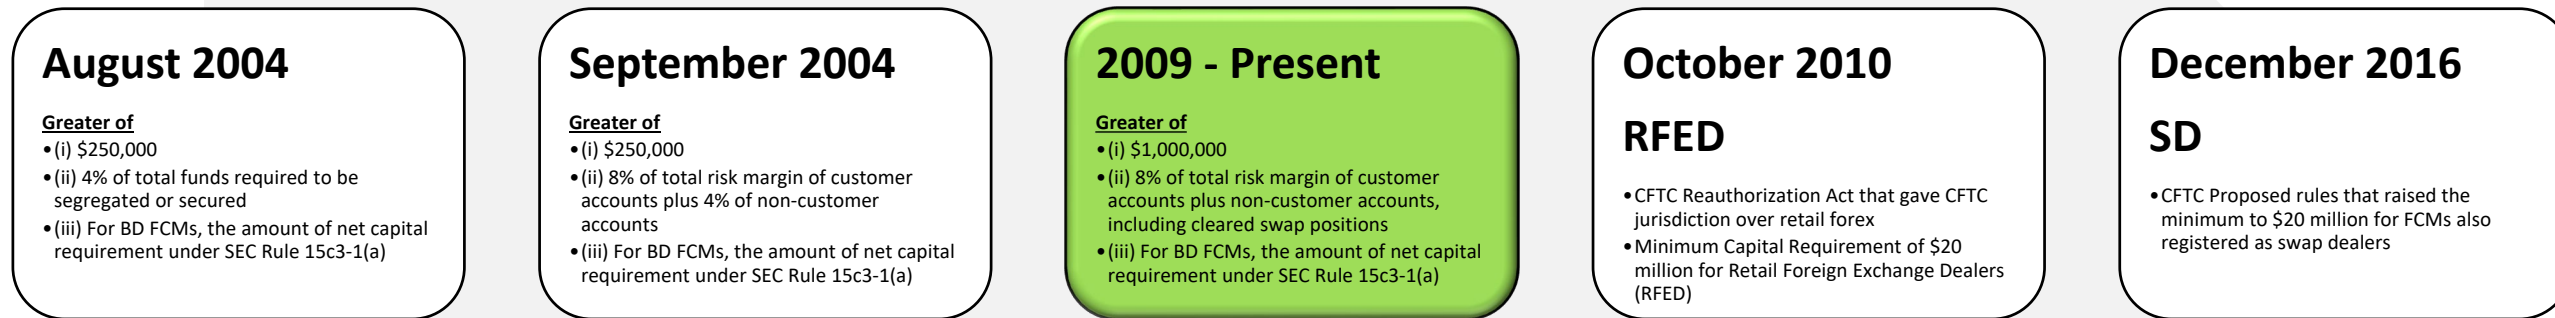 August 2004
Greater of
•(i) $250,000
•(ii) 4% of total funds required to be
segregated or secured
•(iii) For BD FCMs, the amount of net capital
requirement under SEC Rule 15c3-1(a)
September 2004
Greater of
•(i) $250,000
•(ii) 8% of total risk margin of customer
accounts plus 4% of non-customer
accounts
•(iii) For BD FCMs, the amount of net capital
requirement under SEC Rule 15c3-1(a)
2009 - Present
Greater of
•(i) $1,000,000
•(ii) 8% of total risk margin of customer
accounts plus non-customer accounts,
including cleared swap positions
•(iii) For BD FCMs, the amount of net capital
requirement under SEC Rule 15c3-1(a)
October 2010
RFED
•CFTC Reauthorization Act that gave CFTC
jurisdiction over retail forex
•Minimum Capital Requirement of $20
million for Retail Foreign Exchange Dealers
(RFED)
December 2016
SD
•CFTC Proposed rules that raised the
minimum to $20 million for FCMs also
registered as swap dealers